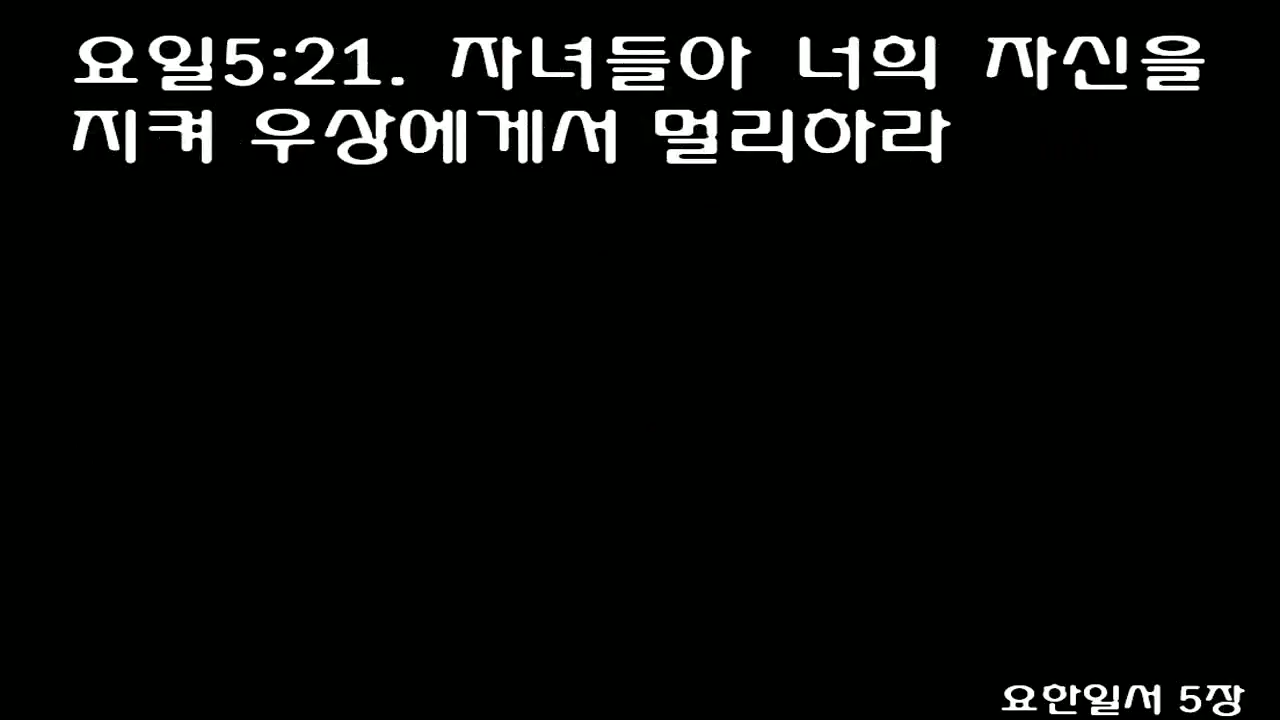 요일5:21. 자녀들아 너희 자신을
지켜 우상에게서 멀리하라
요한일서 5장